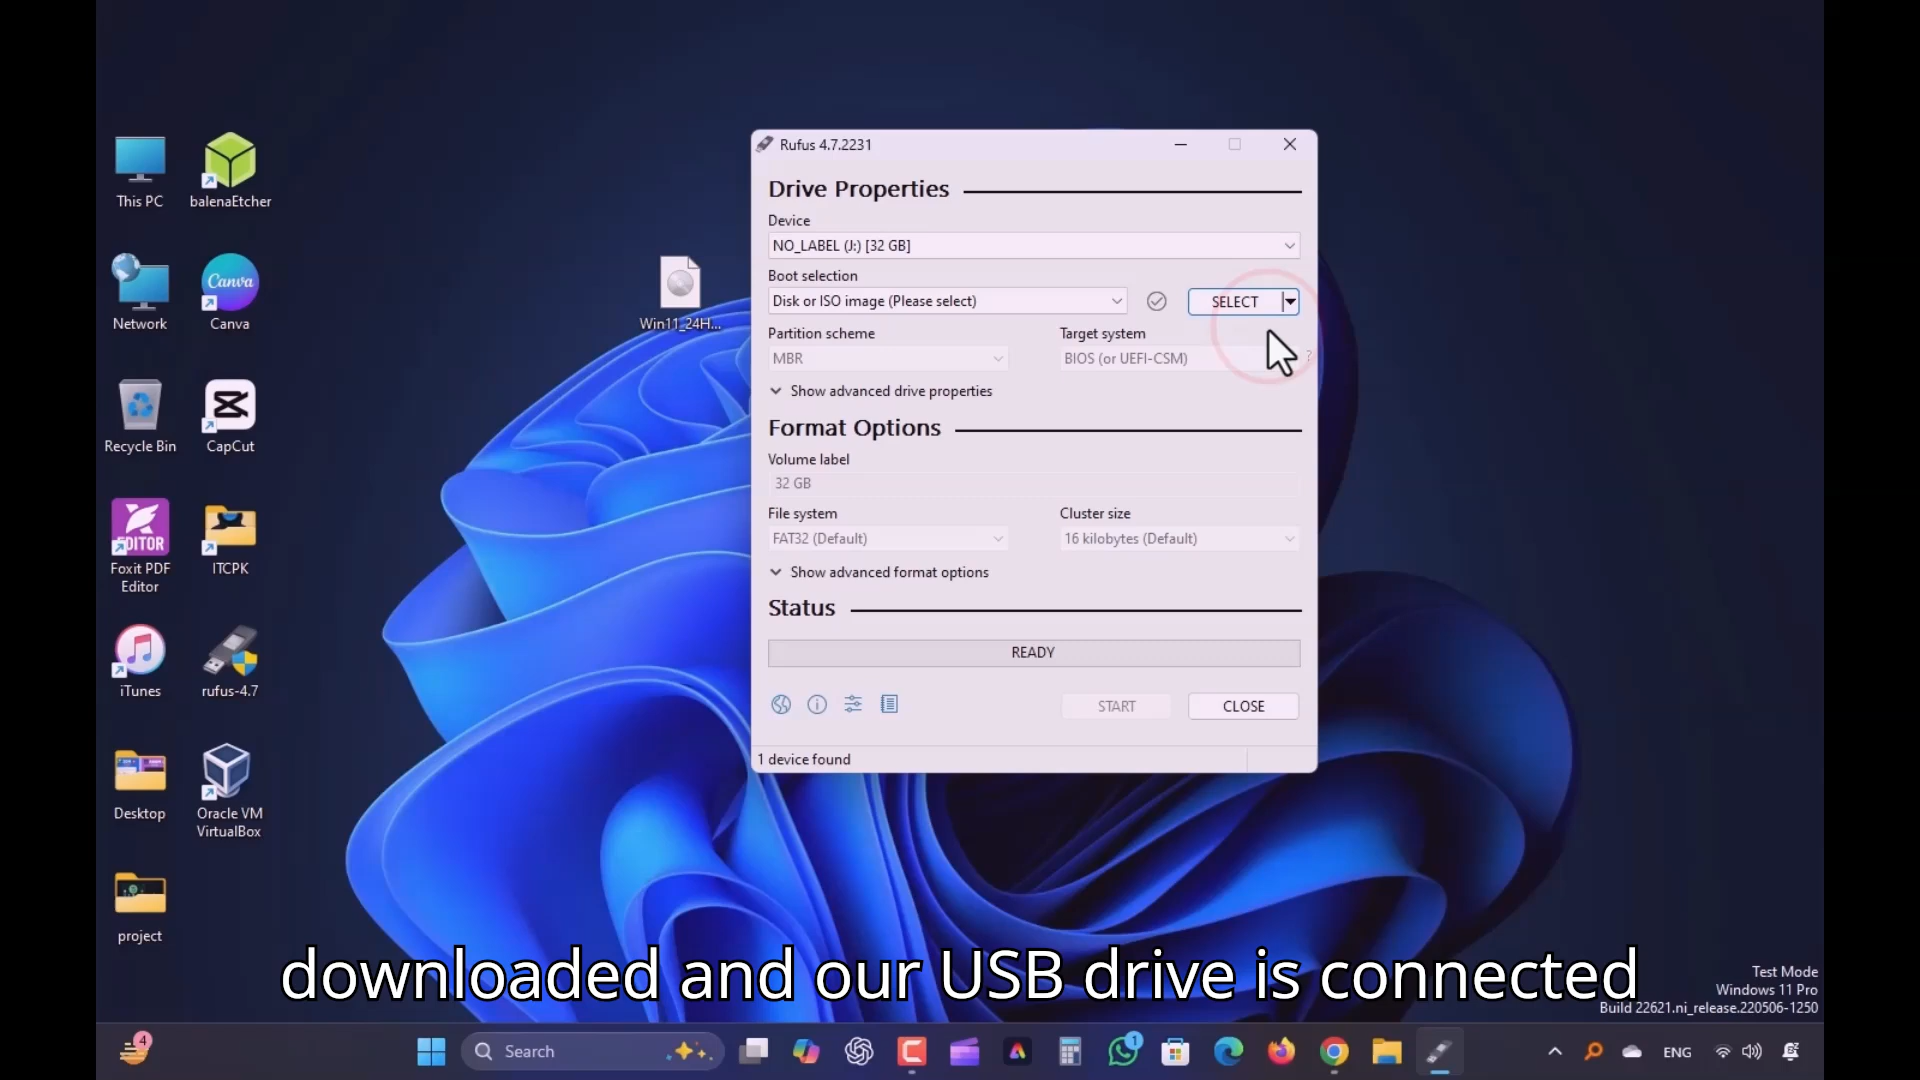 This PC
balenaEtcher
Network
Canva
Canva
Recycle Bin
CapCut
EDITOR
Foxit PDF
Editor
ITCPK
iTunes
rufus-4.7
Desktop
Oracle VM
VirtualBox
project
Win11_24H...
Rufus 4.7.2231
Drive Properties
Device
NO_LABEL (J:) [32 GB]
Boot selection
Disk or ISO image (Please select)
SELECT
Partition scheme
Target system
MBR
BIOS (or UEFI-CSM)
?
Show advanced drive properties
Format Options
Volume label
32 GB
File system
Cluster size
FAT32 (Default)
16 kilobytes (Default)
Show advanced format options
Status
READY
START
CLOSE
1 device found
downloaded and our USB drive is connected
Test Mode
Windows 11 Pro
Build 22621.ni_release.220506-1250
4
Search
1
ENG